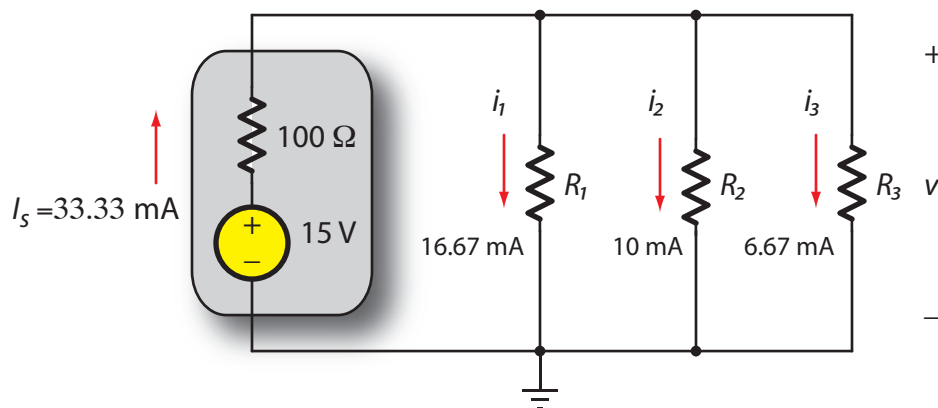 +
i1 i2 i3
100 Ω
R1 R2 R3 v
IS =33.33 mA
+
15 V
–
16.67 mA 10 mA 6.67 mA
–